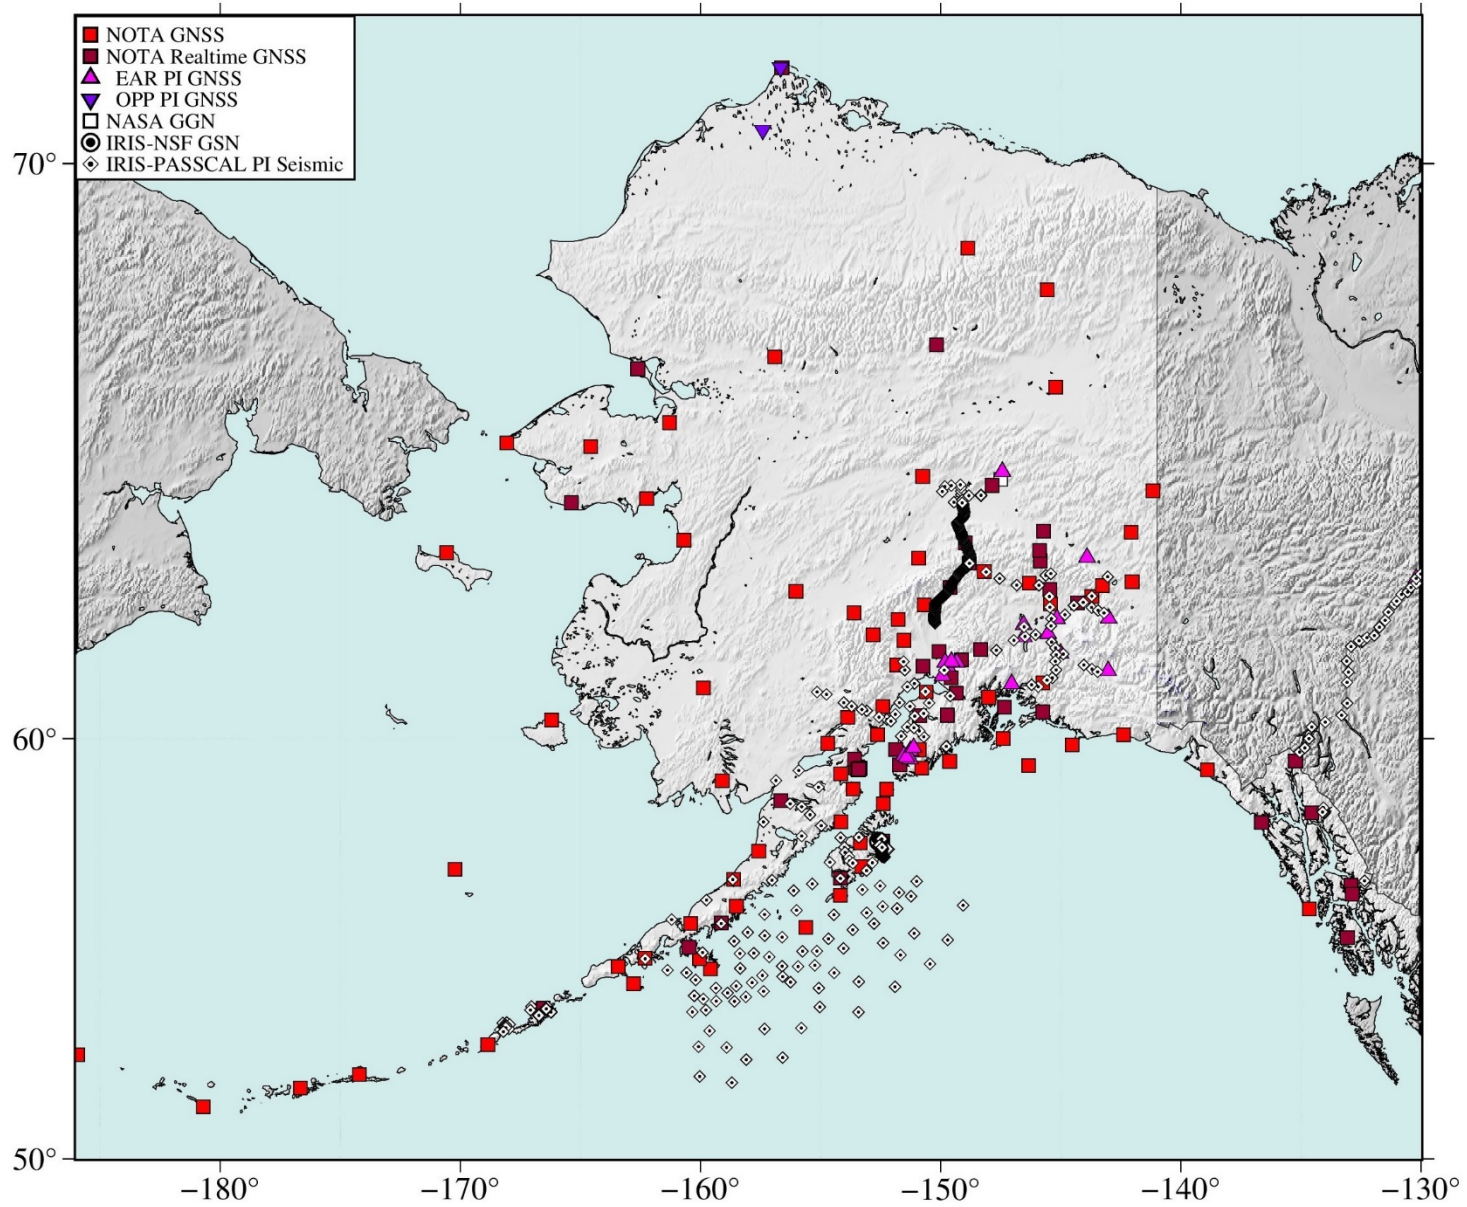 NOTA GNSS
NOTA Realtime GNSS
EAR PI GNSS
OPP PI GNSS
NASA GGN
IRIS-NSF GSN
IRIS-PASSCAL PI Seismic
70°
60°
50°
−180°
−170°
−160°
−150°
−140°
−130°